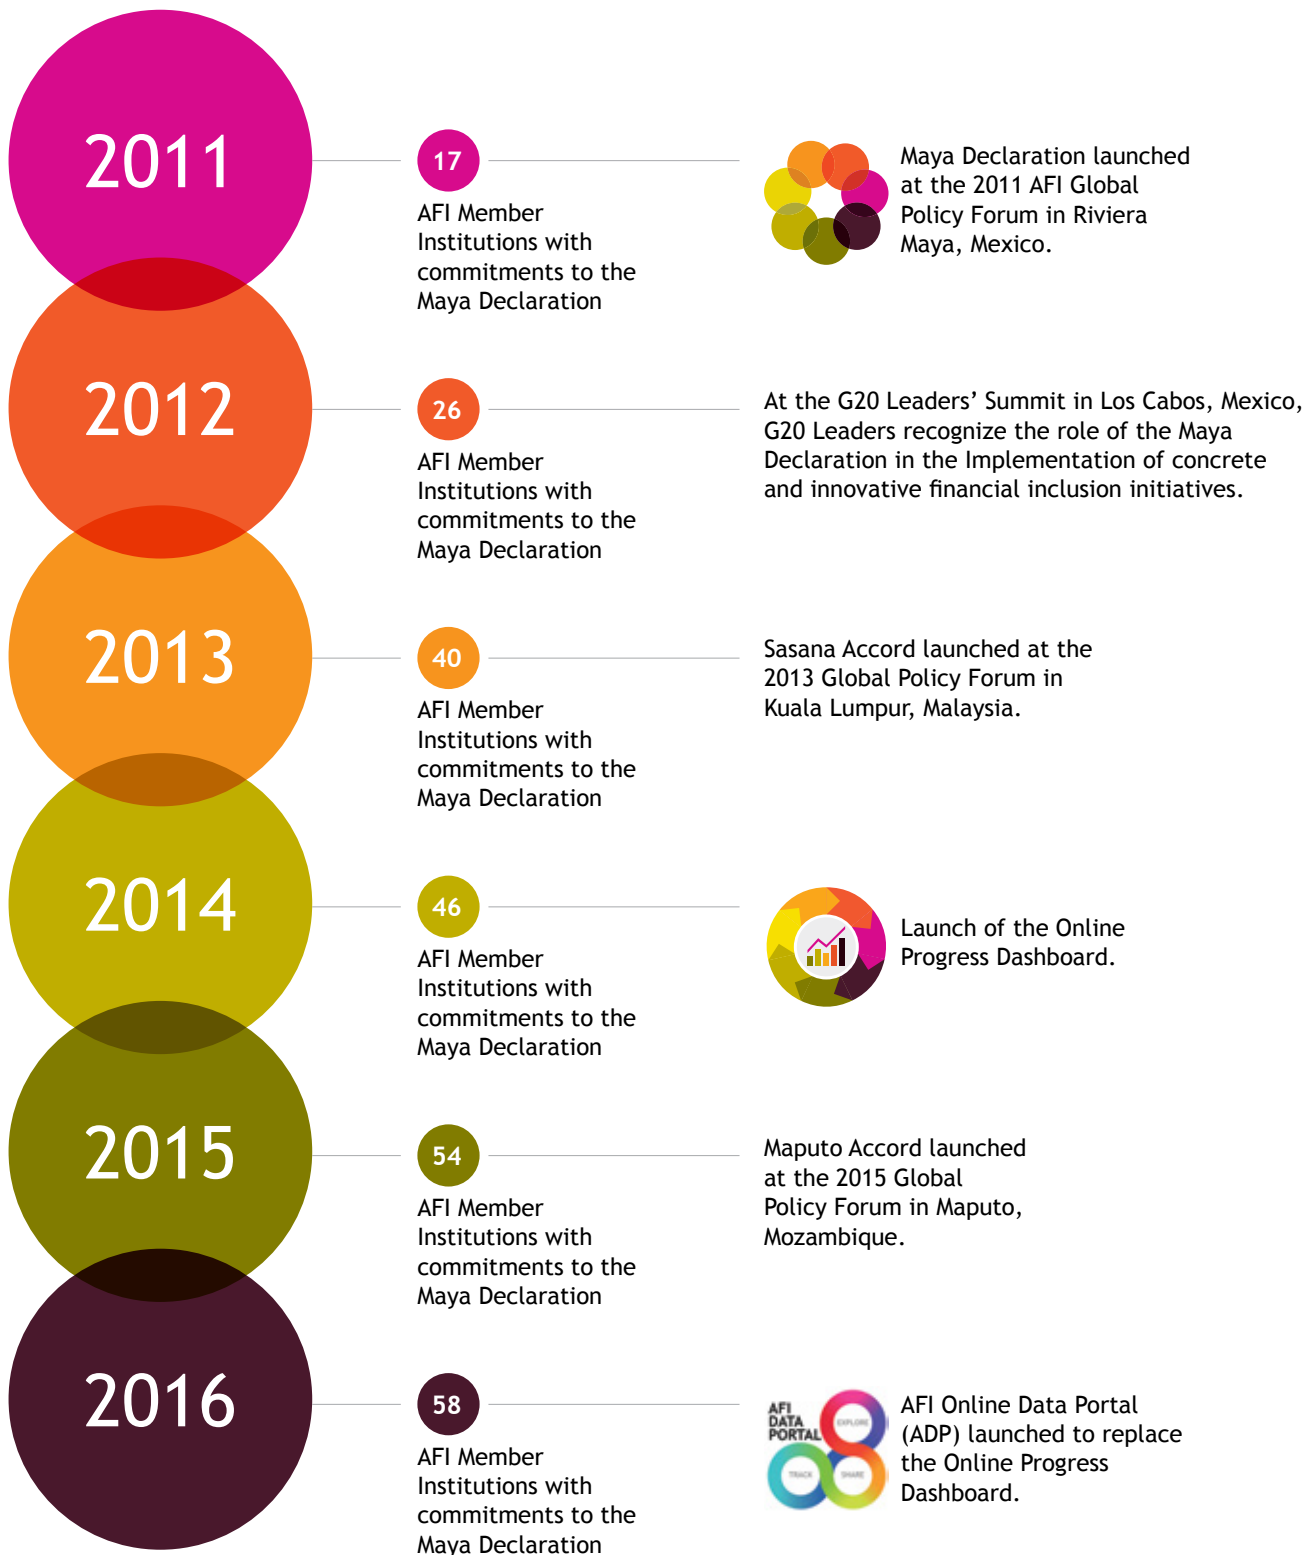 2011
17
AFI Member
Institutions with
commitments to the
Maya Declaration
Maya Declaration launched
at the 2011 AFI Global
Policy Forum in Riviera
Maya, Mexico.
2012
26
AFI Member
Institutions with
commitments to the
Maya Declaration
At the G20 Leaders’ Summit in Los Cabos, Mexico,
G20 Leaders recognize the role of the Maya
Declaration in the Implementation of concrete
and innovative financial inclusion initiatives.
2013
40
AFI Member
Institutions with
commitments to the
Maya Declaration
Sasana Accord launched at the
2013 Global Policy Forum in
Kuala Lumpur, Malaysia.
2014
46
AFI Member
Institutions with
commitments to the
Maya Declaration
Launch of the Online
Progress Dashboard.
2015
54
AFI Member
Institutions with
commitments to the
Maya Declaration
Maputo Accord launched
at the 2015 Global
Policy Forum in Maputo,
Mozambique.
2016
58
AFI Member
Institutions with
commitments to the
Maya Declaration
AFI
DATA
PORTAL
EXPLORE
TRACK
SHARE
AFI Online Data Portal
(ADP) launched to replace
the Online Progress
Dashboard.